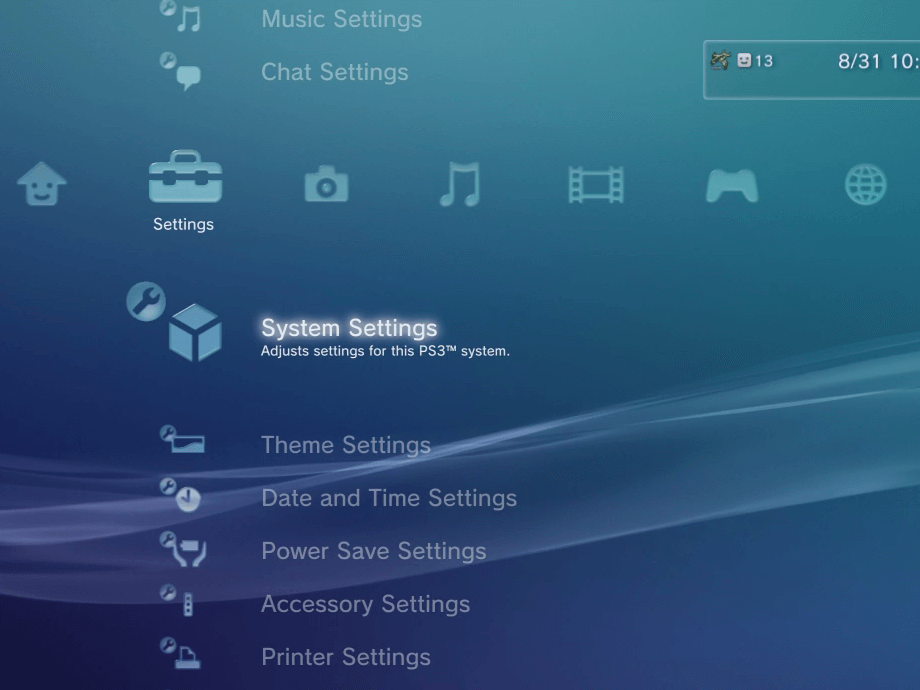 Music Settings
Chat Settings
13 8/31 10:
Settings
System Settings
Adjusts settings for this PS3™ system.
Theme Settings
Date and Time Settings
Power Save Settings
Accessory Settings
Printer Settings